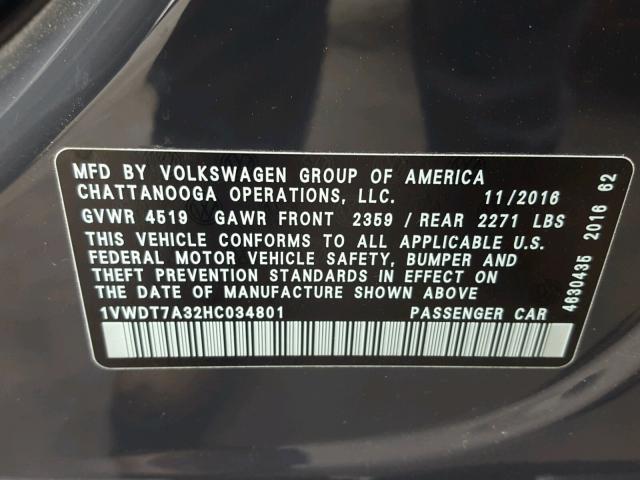 MFD BY VOLKSWAGEN GROUP OF AMERICA
CHATTANOOGA OPERATIONS, LLC. 11/2016
GVWR 4519 GAWR FRONT 2359 / REAR 2271 LBS
THIS VEHICLE CONFORMS TO ALL APPLICABLE U.S.
FEDERAL MOTOR VEHICLE SAFETY, BUMPER AND
THEFT PREVENTION STANDARDS IN EFFECT ON
THE DATE OF MANUFACTURE SHOWN ABOVE.
1VWDT7A32HC034801 PASSENGER CAR
4630435 2016 62